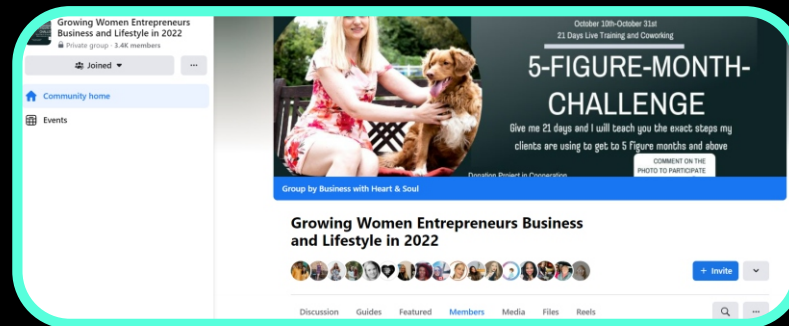 Growing Women Entrepreneurs
Business and Lifestyle in 2022
Private group · 3.4K members
Joined
Community home
Events
October 10th-October 31st
21 Days Live Training and Coworking
5-FIGURE-MONTH-
CHALLENGE
Give me 21 days and I will teach you the exact steps my
clients are using to get to 5 figure months and above
COMMENT ON THE
PHOTO TO PARTICIPATE
Donation Project in Cooperation
Group by Business with Heart & Soul
Growing Women Entrepreneurs Business
and Lifestyle in 2022
+ Invite
Discussion Guides Featured Members Media Files Reels